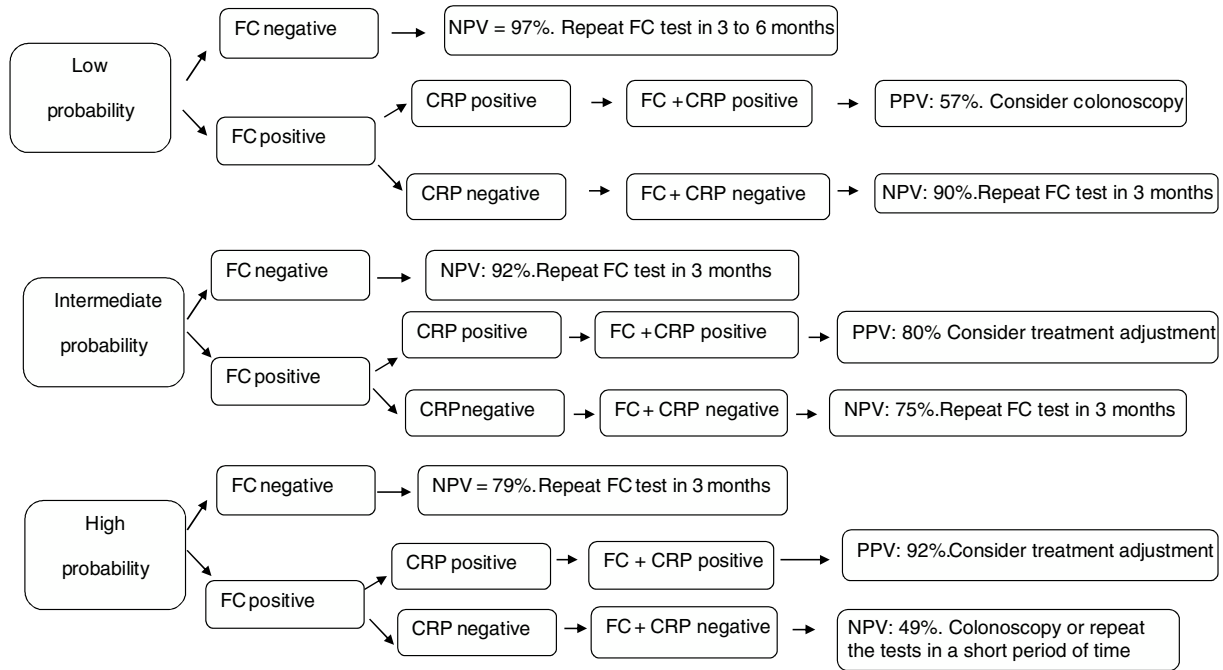 Low
probability
FC negative
NPV = 97%. Repeat FC test in 3 to 6 months
FC positive
CRP positive
FC + CRP positive
PPV: 57%. Consider colonoscopy
CRP negative
FC + CRP negative
NPV: 90%.Repeat FC test in 3 months
Intermediate
probability
FC negative
NPV: 92%.Repeat FC test in 3 months
FC positive
CRP positive
FC + CRP positive
PPV: 80% Consider treatment adjustment
CRPnegative
FC + CRP negative
NPV: 75%.Repeat FC test in 3 months
High
probability
FC negative
NPV = 79%.Repeat FC test in 3 months
FC positive
CRP positive
FC + CRP positive
PPV: 92%.Consider treatment adjustment
CRP negative
FC + CRP negative
NPV: 49%. Colonoscopy or repeat
the tests in a short period of time